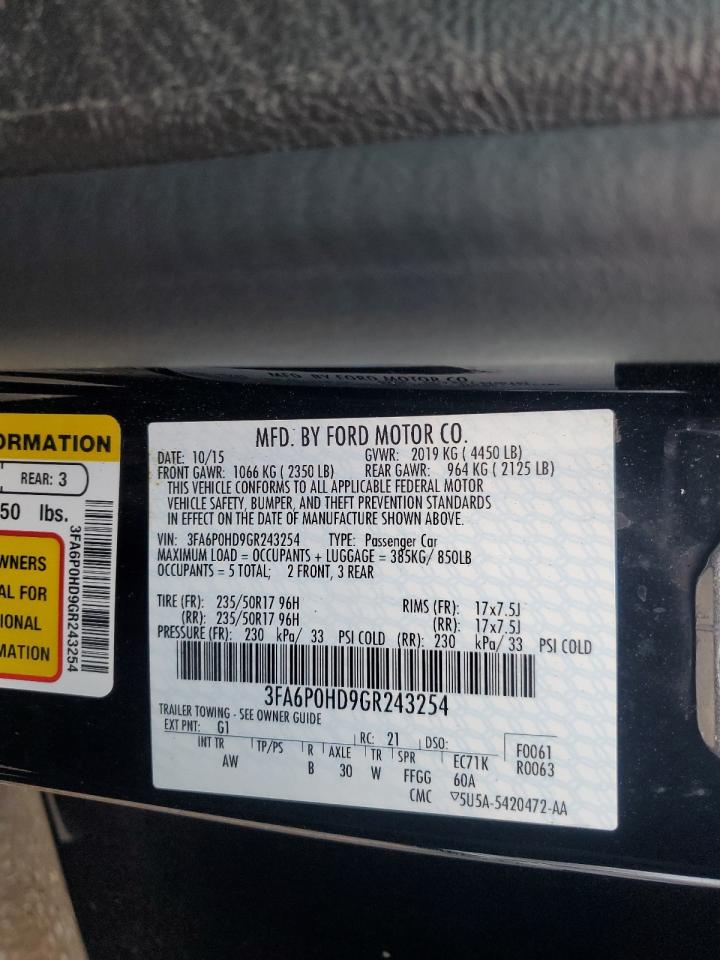 MFD. BY FORD MOTOR CO.
ORMATION
REAR: 3
50 lbs.
WNERS
AL FOR
IONAL
MATION
3FA6P0HD9GR243254
MFD. BY FORD MOTOR CO.
DATE: 10/15 GVWR: 2019 KG ( 4450 LB)
FRONT GAWR: 1066 KG ( 2350 LB) REAR GAWR: 964 KG ( 2125 LB)
THIS VEHICLE CONFORMS TO ALL APPLICABLE FEDERAL MOTOR
VEHICLE SAFETY, BUMPER, AND THEFT PREVENTION STANDARDS
IN EFFECT ON THE DATE OF MANUFACTURE SHOWN ABOVE.
VIN: 3FA6P0HD9GR243254 TYPE: Passenger Car
MAXIMUM LOAD = OCCUPANTS + LUGGAGE = 385KG/ 850LB
OCCUPANTS = 5 TOTAL; 2 FRONT, 3 REAR
TIRE (FR): 235/50R17 96H RIMS (FR): 17x7.5J
(RR): 235/50R17 96H (RR): 17x7.5J
PRESSURE (FR): 230 kPa/ 33 PSI COLD (RR): 230 kPa/ 33 PSI COLD
3FA6P0HD9GR243254
TRAILER TOWING - SEE OWNER GUIDE
EXT PNT: G1 RC: 21 DSO: F0061
INT TR TP/PS R AXLE TR SPR EC71K R0063
AW B 30 W FFGG 60A
CMC ▽5U5A-5420472-AA